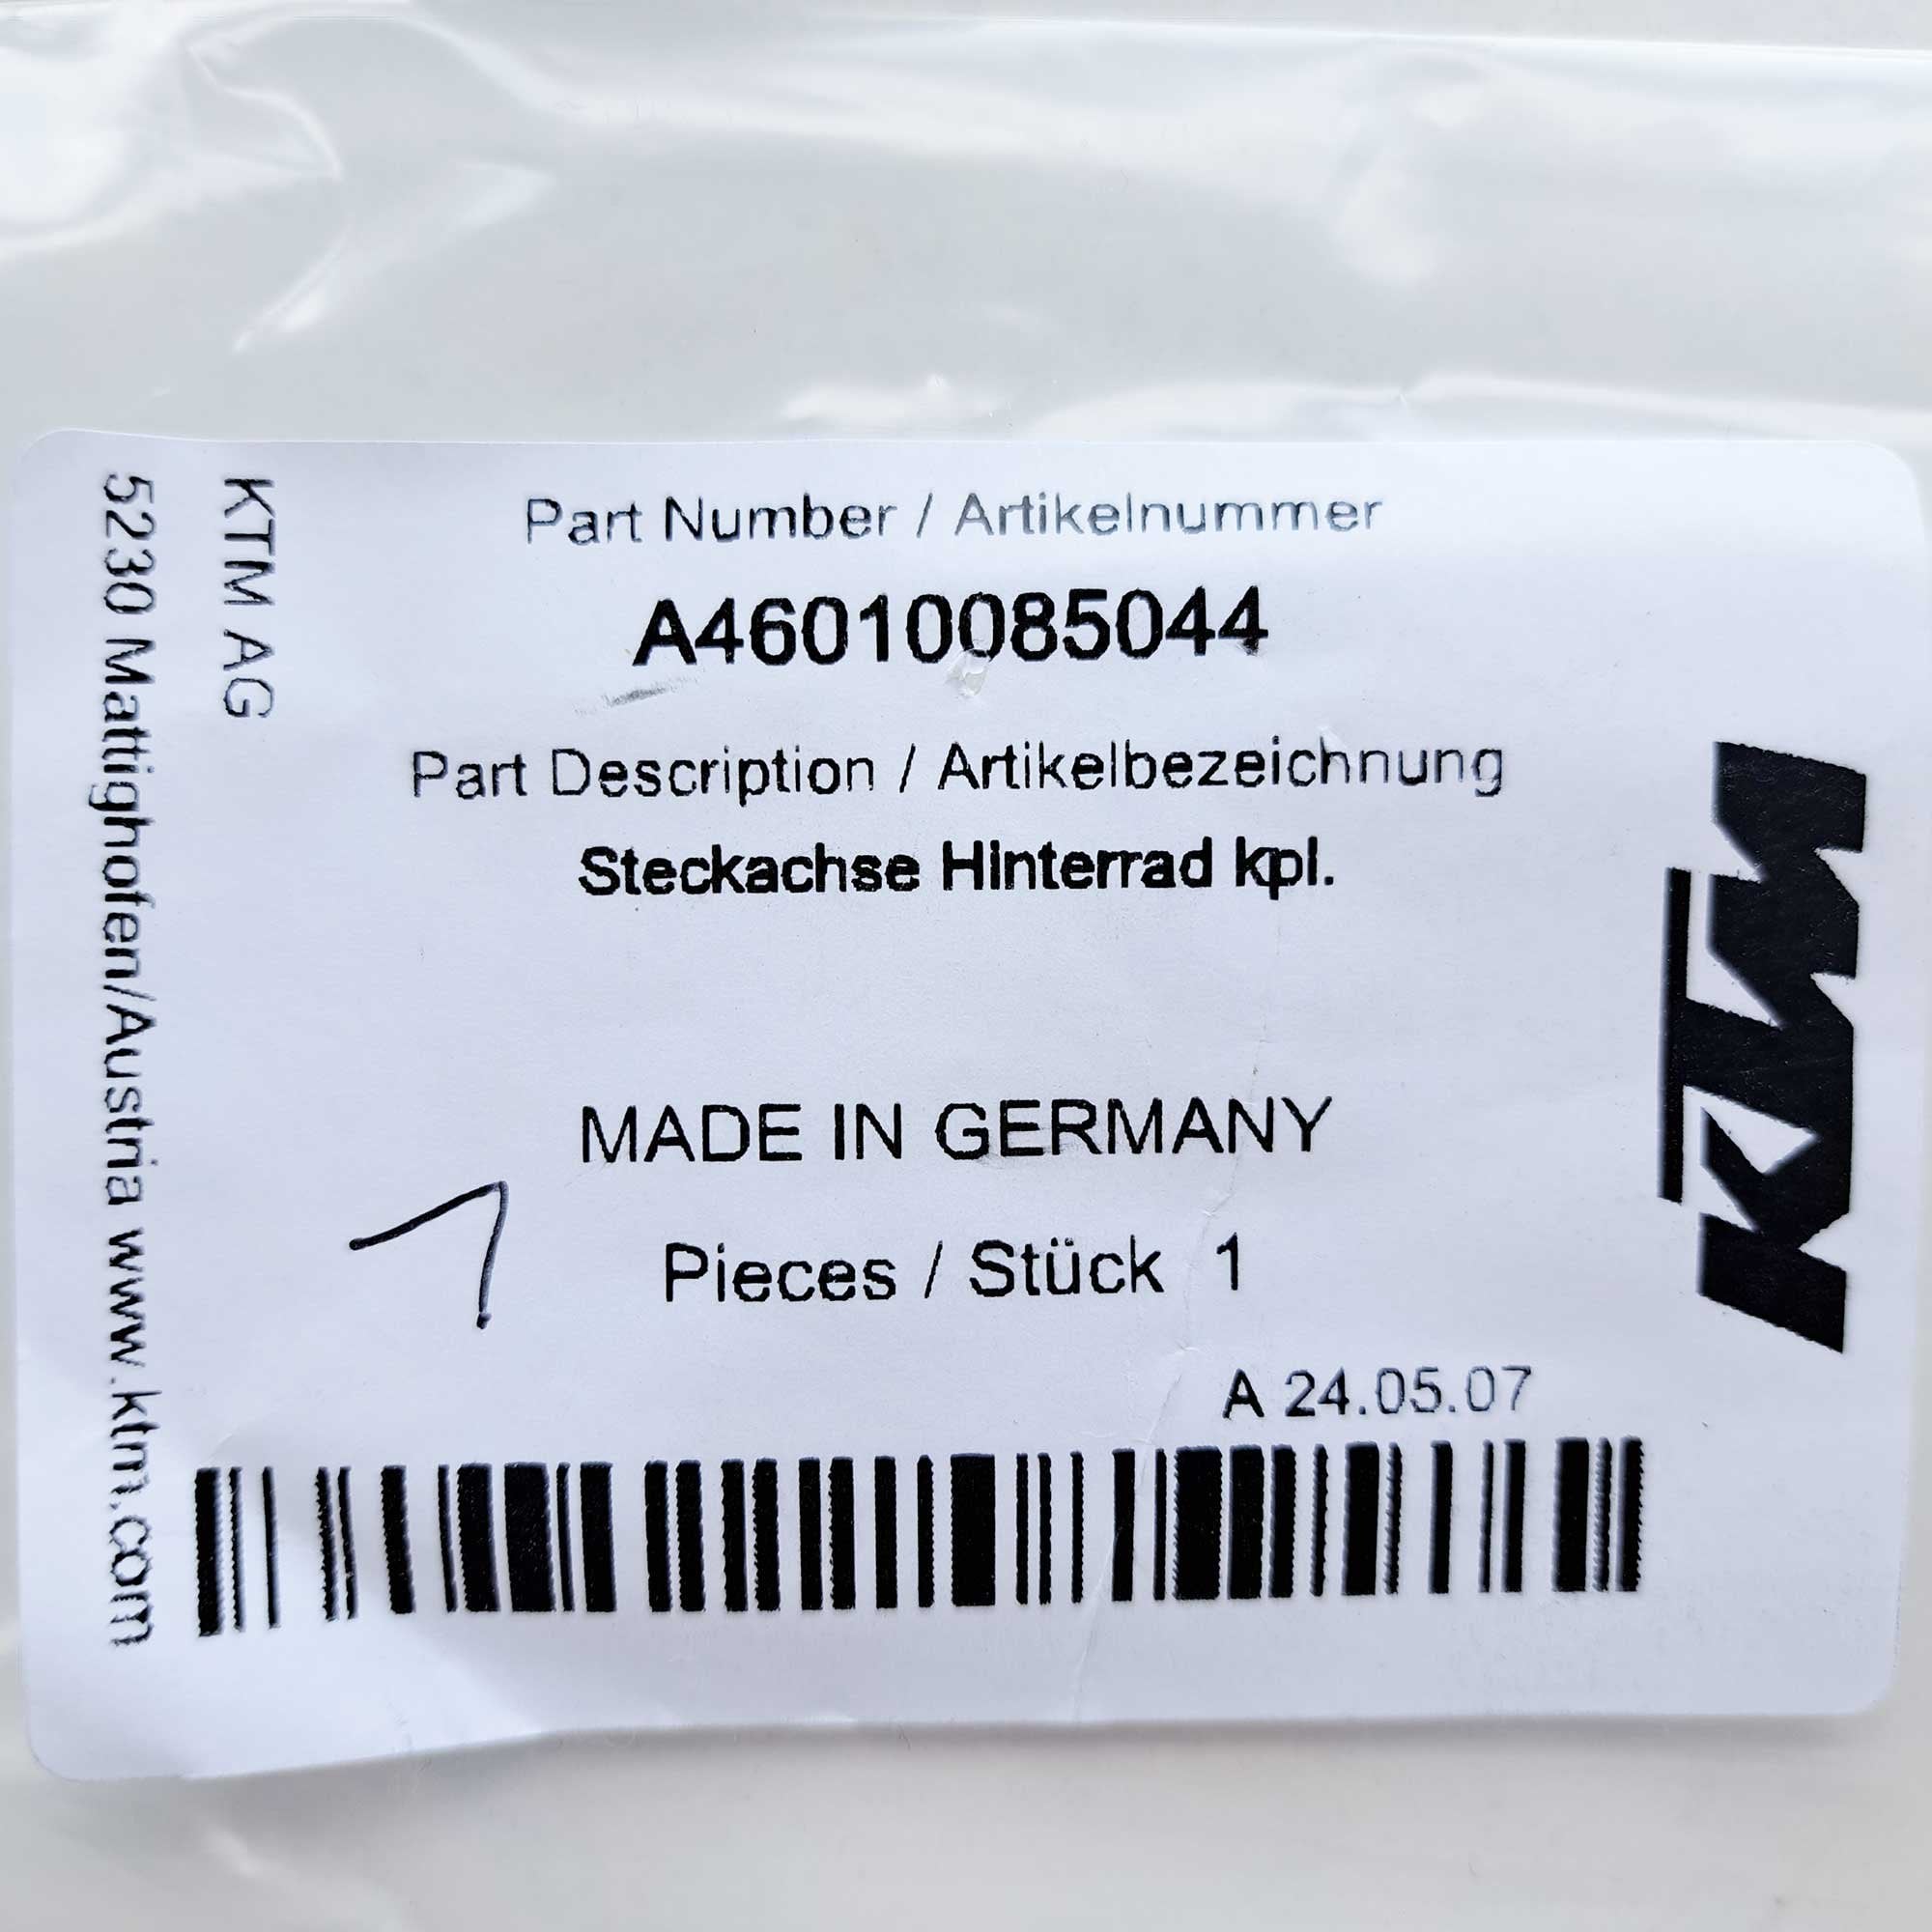 Part Number / Artikelnummer
A46010085044
Part Description / Artikelbezeichnung
Steckachse Hinterrad kpl.
MADE IN GERMANY
Pieces / Stück 1
A 24.05.07
KTM AG
5230 Mattighofen/Austria www.ktm.com
KTM